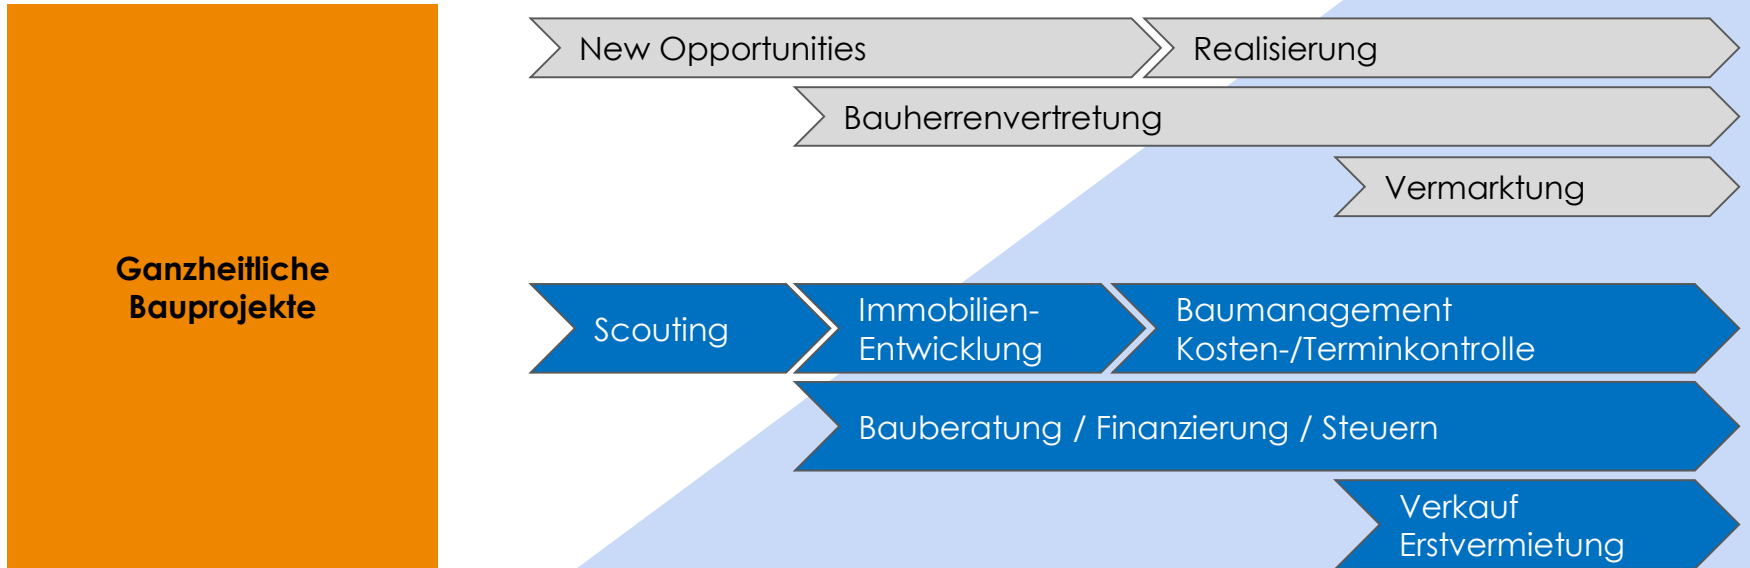 Ganzheitliche
Bauprojekte
New Opportunities
Realisierung
Bauherrenvertretung
Vermarktung
Scouting
Immobilien-
Entwicklung
Baumanagement
Kosten-/Terminkontrolle
Bauberatung / Finanzierung / Steuern
Verkauf
Erstvermietung